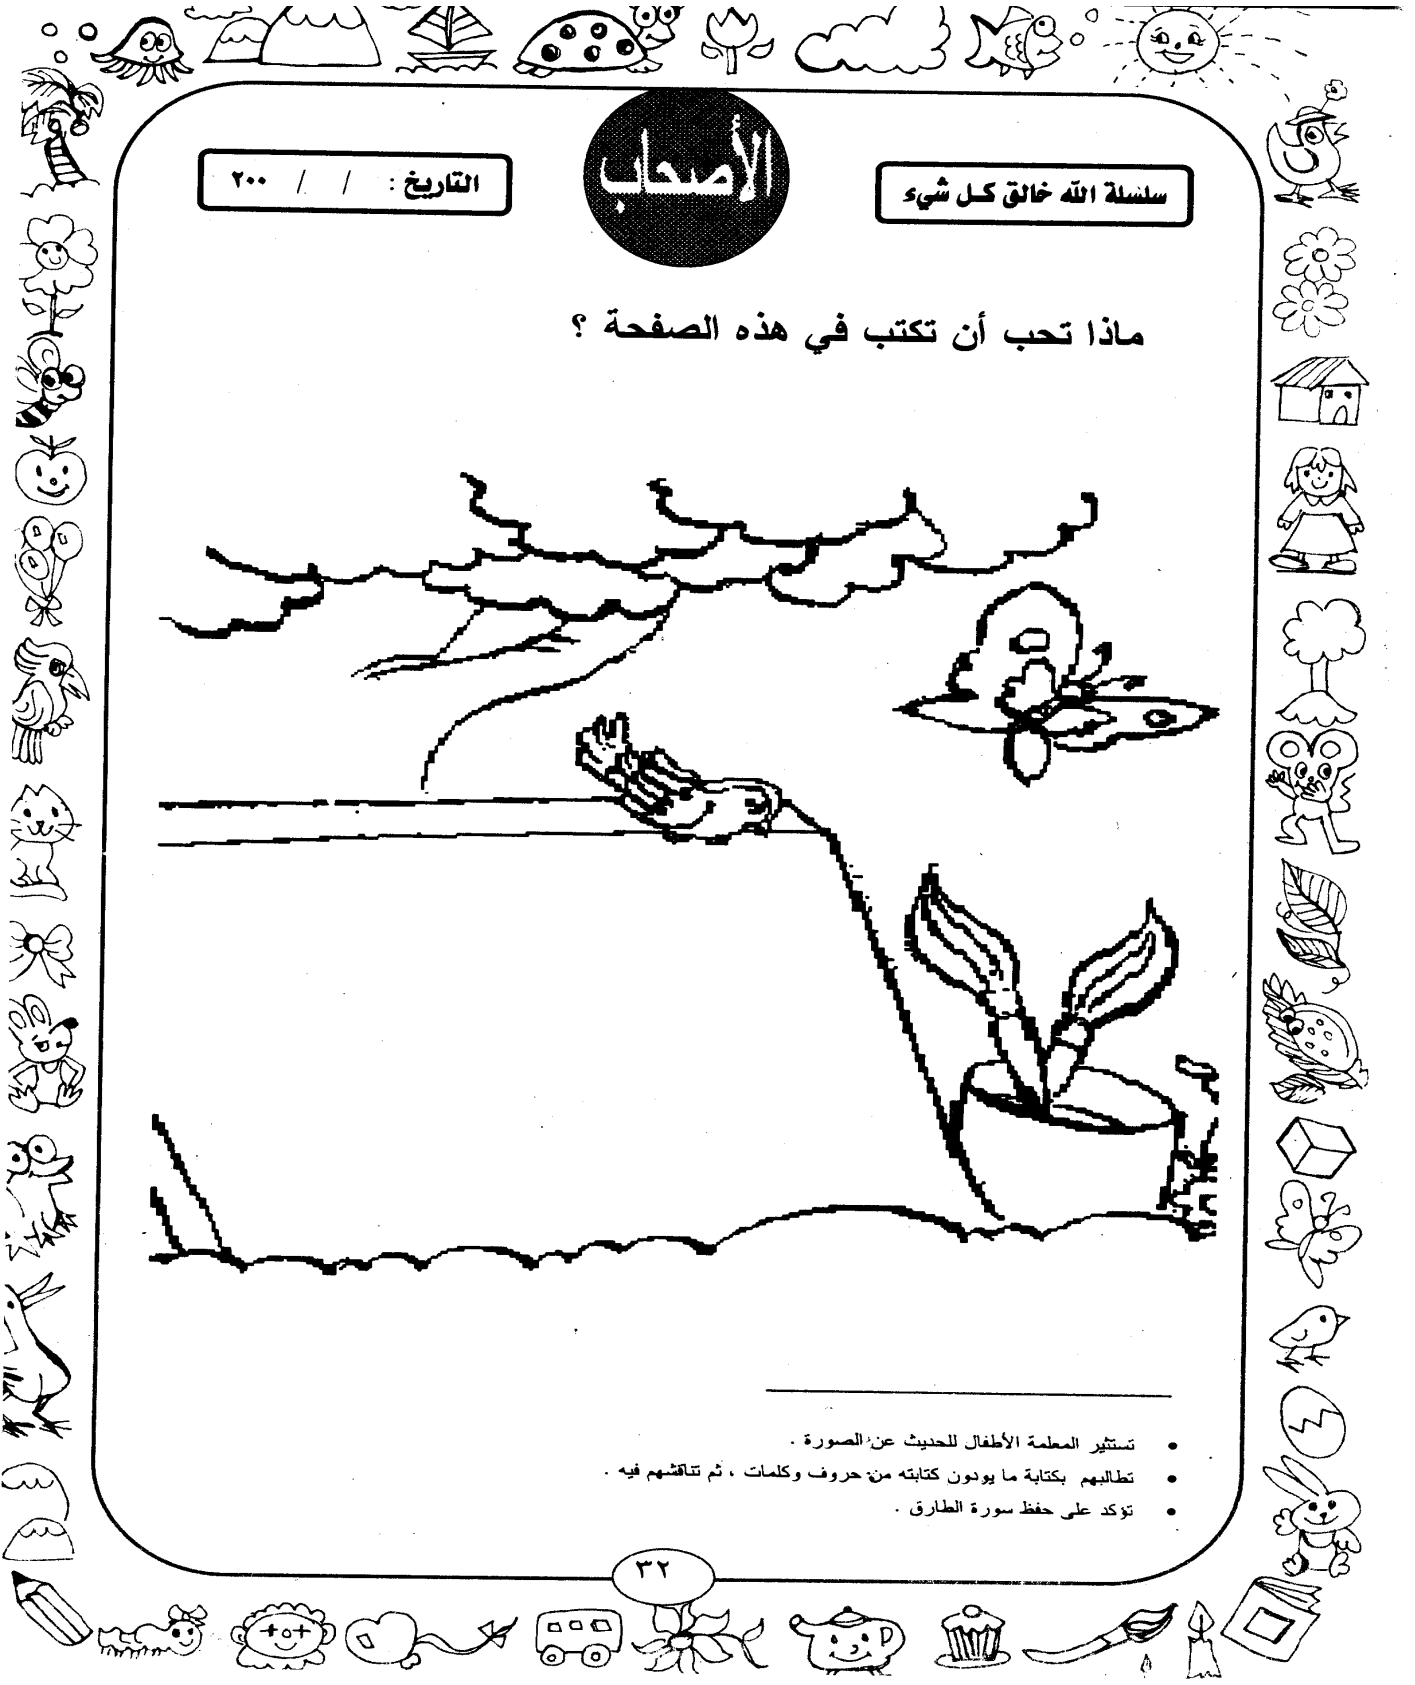 سلسلة الله خالق كل شيء
الأصحاب
التاريخ : / / ٢٠٠
ماذا تحب أن تكتب في هذه الصفحة ؟
• تستثير المعلمة الأطفال للحديث عن الصورة .
• تطالبهم بكتابة ما يودون كتابته من حروف وكلمات ، ثم تناقشهم فيه .
• تؤكد على حفظ سورة الطارق .
٣٢